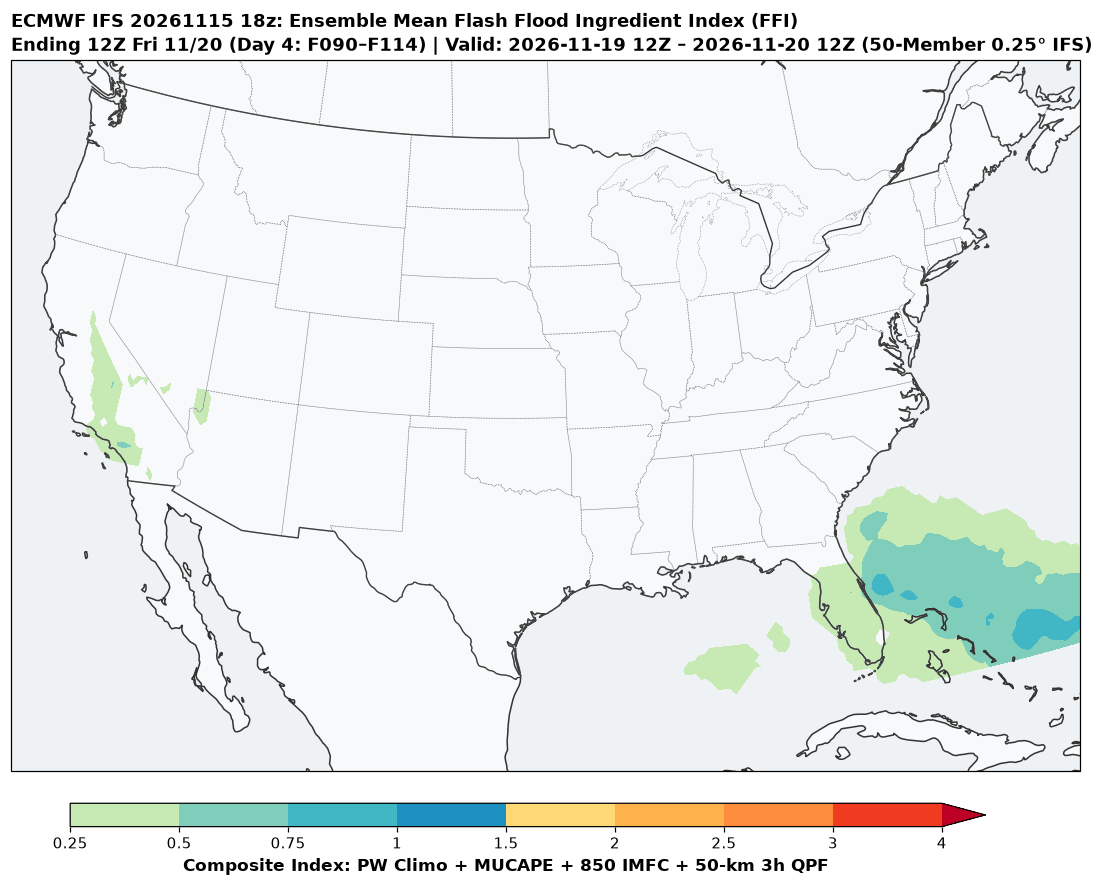 ECMWF IFS 20261115 18z: Ensemble Mean Flash Flood Ingredient Index (FFI)
Ending 12Z Fri 11/20 (Day 4: F090–F114) | Valid: 2026-11-19 12Z – 2026-11-20 12Z (50-Member 0.25° IFS)
0.25 0.5 0.75 1 1.5 2 2.5 3 4
Composite Index: PW Climo + MUCAPE + 850 IMFC + 50-km 3h QPF